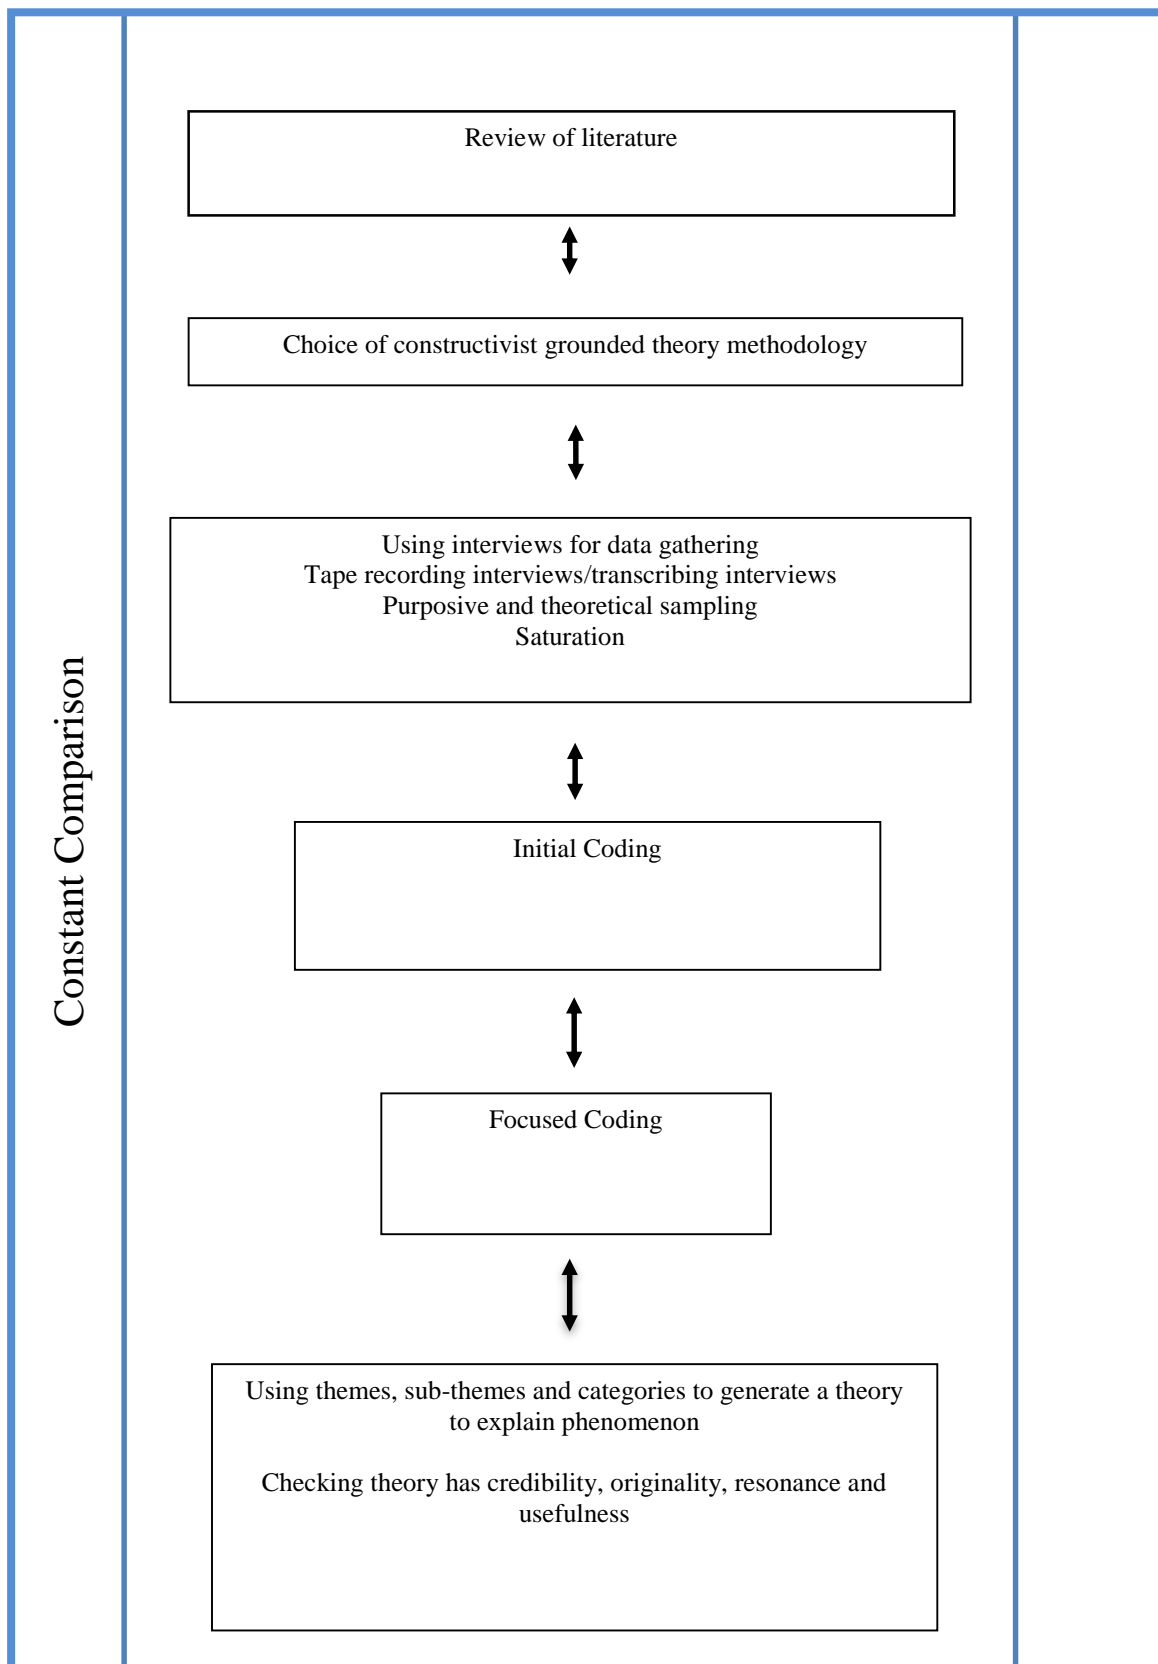 Constant Comparison
Review of literature
Choice of constructivist grounded theory methodology
Using interviews for data gathering
Tape recording interviews/transcribing interviews
Purposive and theoretical sampling
Saturation
Initial Coding
Focused Coding
Using themes, sub-themes and categories to generate a theory
to explain phenomenon
Checking theory has credibility, originality, resonance and
usefulness